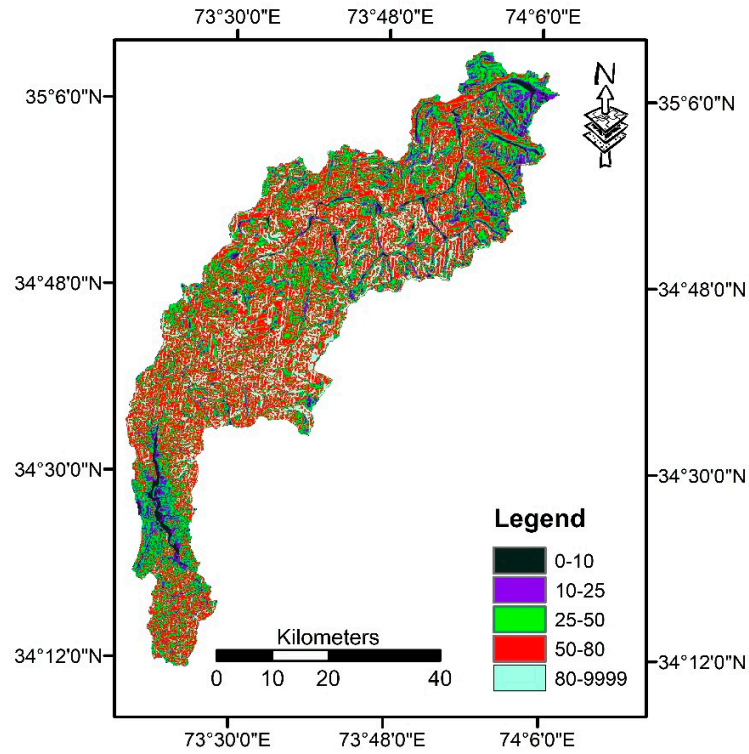 73°30'0"E 73°48'0"E 74°6'0"E
N
35°6'0"N 35°6'0"N
34°48'0"N 34°48'0"N
34°30'0"N 34°30'0"N
Legend
0-10
10-25
25-50
50-80
80-9999
Kilometers
0 10 20 40
34°12'0"N 34°12'0"N
73°30'0"E 73°48'0"E 74°6'0"E